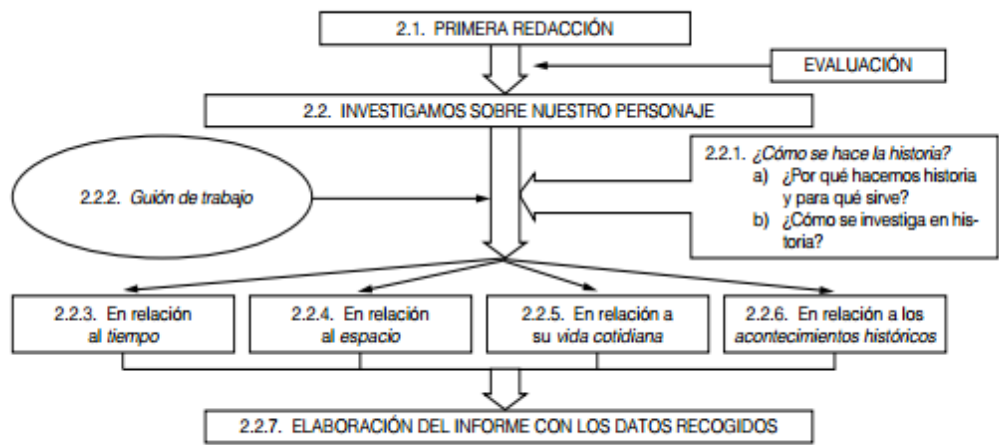 2.1. PRIMERA REDACCIÓN
EVALUACIÓN
2.2. INVESTIGAMOS SOBRE NUESTRO PERSONAJE
2.2.2. Guión de trabajo
2.2.1. ¿Cómo se hace la historia?
a) ¿Por qué hacemos historia
y para qué sirve?
b) ¿Cómo se investiga en his-
toria?
2.2.3. En relación
al tiempo
2.2.4. En relación
al espacio
2.2.5. En relación a
su vida cotidiana
2.2.6. En relación a los
acontecimientos históricos
2.2.7. ELABORACIÓN DEL INFORME CON LOS DATOS RECOGIDOS